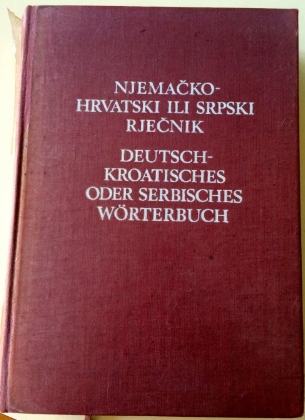 NJEMAČKO-
HRVATSKI ILI SRPSKI
RJEČNIK
DEUTSCH-
KROATISCHES
ODER SERBISCHES
WÖRTERBUCH